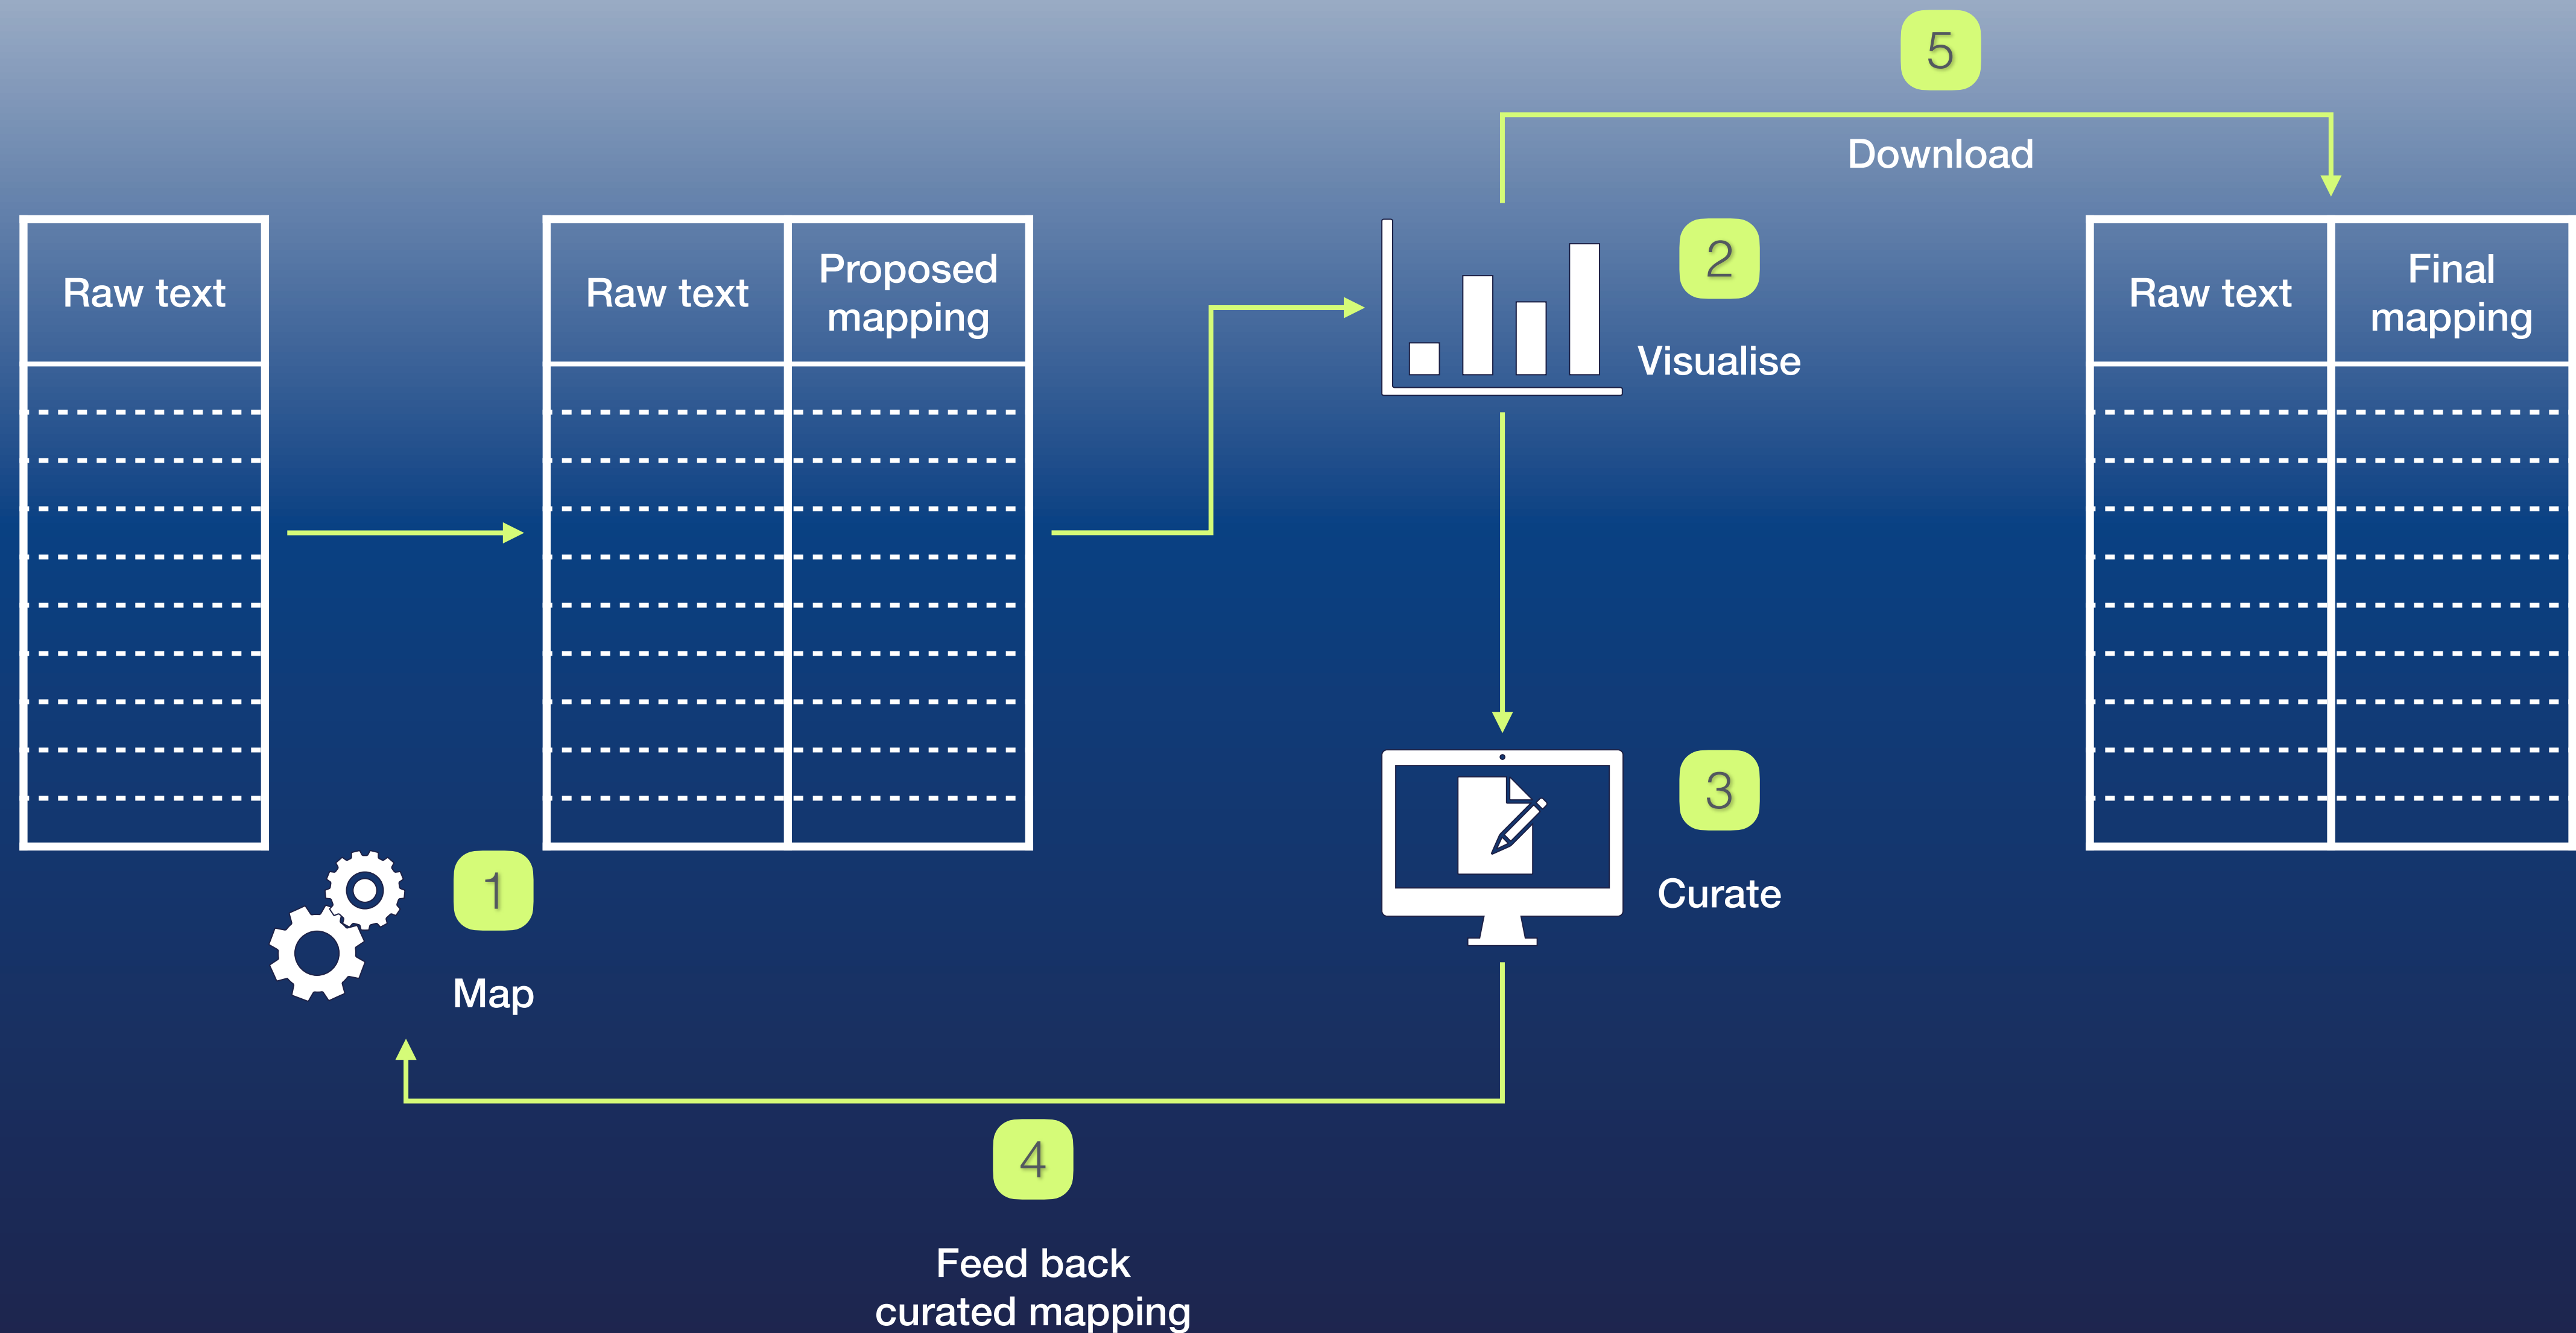 5
Download
Raw text
Raw text
Proposed
mapping
2
Visualise
Raw text
Final
mapping
3
Curate
1
Map
4
Feed back
curated mapping